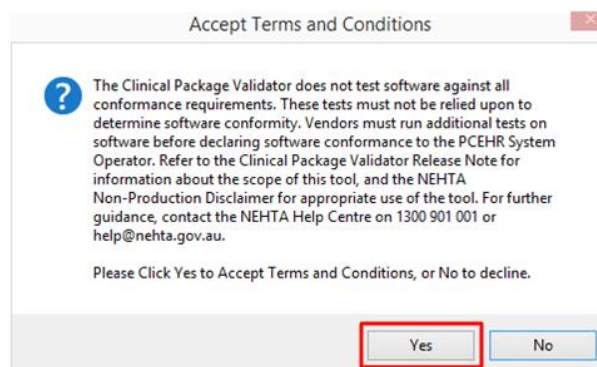 Accept Terms and Conditions
The Clinical Package Validator does not test software against all
conformance requirements. These tests must not be relied upon to
determine software conformity. Vendors must run additional tests on
software before declaring software conformance to the PCEHR System
Operator. Refer to the Clinical Package Validator Release Note for
information about the scope of this tool, and the NEHTA
Non-Production Disclaimer for appropriate use of the tool. For further
guidance, contact the NEHTA Help Centre on 1300 901 001 or
help@nehta.gov.au.
Please Click Yes to Accept Terms and Conditions, or No to decline.
Yes
No